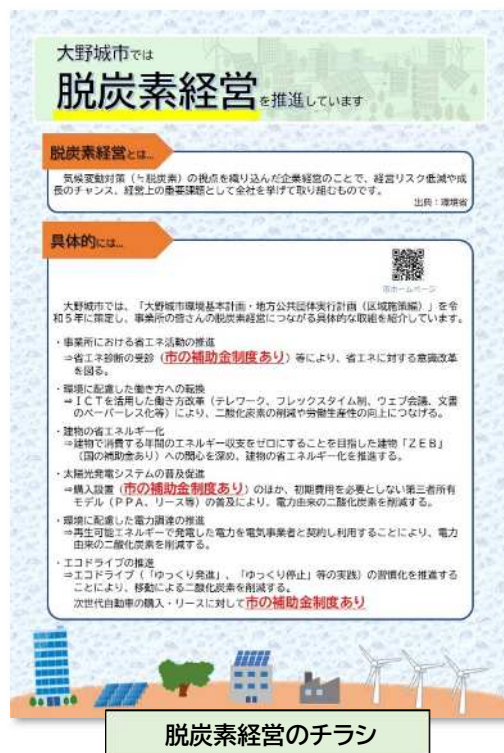 大野城市では
脱炭素経営を推進しています
脱炭素経営とは…
気候変動対策（≒脱炭素）の視点を織り込んだ企業経営のことで、経営リスク低減や成
長のチャンス、経営上の重要課題として全社を挙げて取り組むものです。
出典：環境省
具体的には…
市ホームページ
大野城市では、「大野城市環境基本計画・地方公共団体実行計画（区域施策編）」を令
和５年に策定し、事業所の皆さんの脱炭素経営につながる具体的な取組を紹介しています。
・事業所における省エネ活動の推進
⇒省エネ診断の受診（市の補助金制度あり）等により、省エネに対する意識改革
を図る。
・環境に配慮した働き方への転換
⇒ＩＣＴを活用した働き方改革（テレワーク、フレックスタイム制、ウェブ会議、文書
のペーパーレス化等）により、二酸化炭素の削減や労働生産性の向上につなげる。
・建物の省エネルギー化
⇒建物で消費する年間のエネルギー収支をゼロにすることを目指した建物「ＺＥＢ」
（国の補助金あり）への関心を深め、建物の省エネルギー化を推進する。
・太陽光発電システムの普及促進
⇒購入設置（市の補助金制度あり）のほか、初期費用を必要としない第三者所有
モデル（ＰＰＡ、リース等）の普及により、電力由来の二酸化炭素を削減する。
・環境に配慮した電力調達の推進
⇒再生可能エネルギーで発電した電力を電気事業者と契約し利用することにより、電力
由来の二酸化炭素を削減する。
・エコドライブの推進
⇒エコドライブ（「ゆっくり発進」、「ゆっくり停止」等の実践）の習慣化を推進する
ことにより、移動による二酸化炭素を削減する。
次世代自動車の購入・リースに対して市の補助金制度あり
脱炭素経営のチラシ